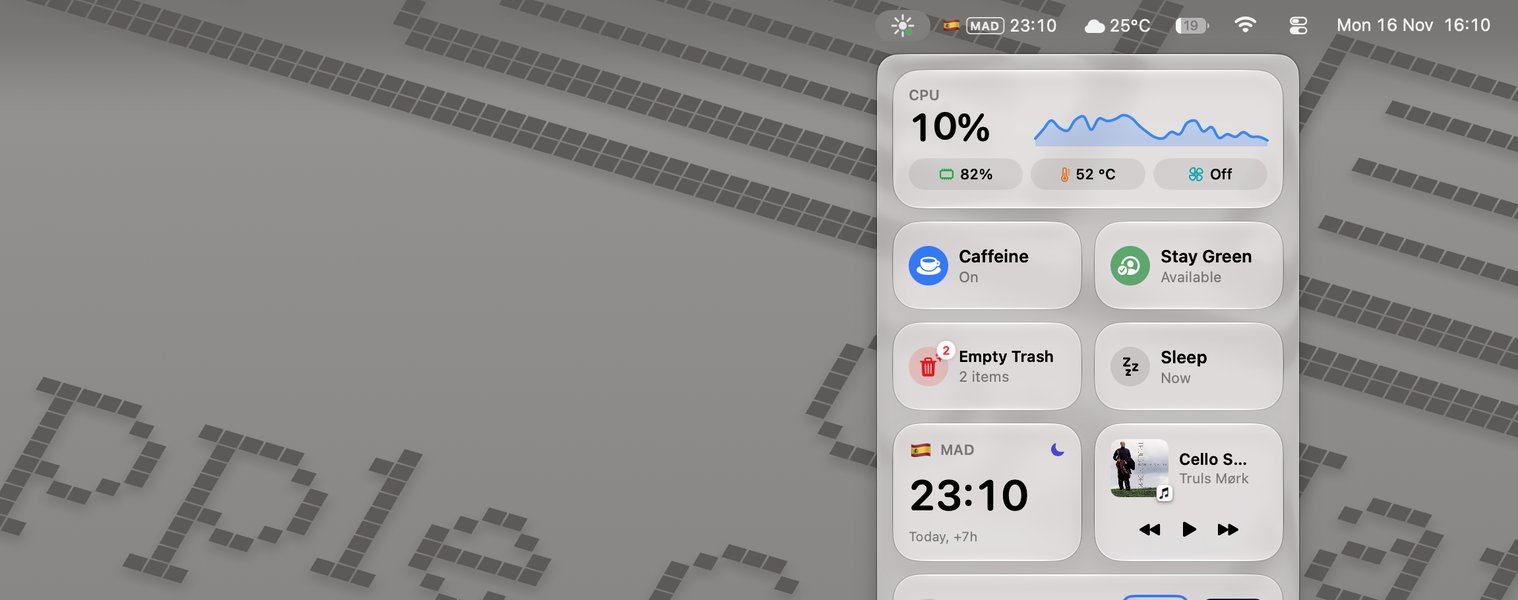 MAD 23:10 25°C 19 Mon 16 Nov 16:10
CPU
10%
82% 52 °C Off
Caffeine
On
Stay Green
Available
2
Empty Trash
2 items
Sleep
Now
MAD
23:10
Today, +7h
Cello S...
Truls Mørk
pple